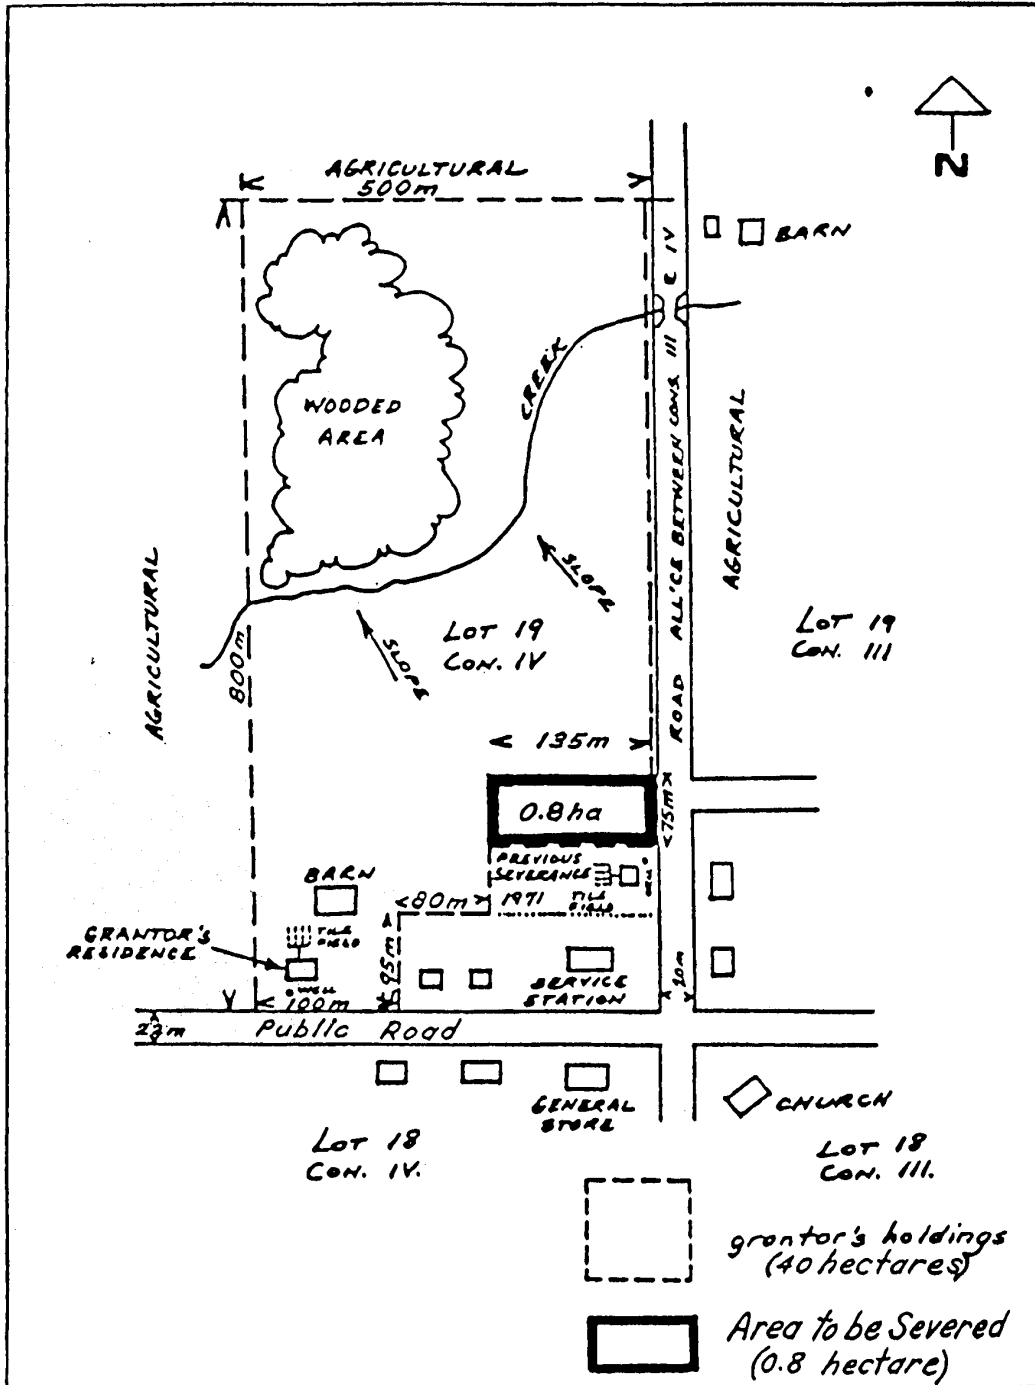 N
AGRICULTURAL
500m
BARN
ROAD ALL'CE BETWEEN CONS III & IV
CREEK
WOODED
AREA
AGRICULTURAL
AGRICULTURAL
SLOPE
SLOPE
LOT 19
CON. IV
LOT 19
CON. III
800m
135m
0.8ha
75m
PREVIOUS
SEVERANCE
1971
TILE
FIELD
WELL
BARN
80m
GRANTOR'S
RESIDENCE
TILE
FIELD
WELL
95m
SERVICE
STATION
20m
100m
23m
Public Road
GENERAL
STORE
CHURCH
LOT 18
CON. IV.
LOT 18
CON. III.
grantor's holdings
(40 hectares)
Area to be Severed
(0.8 hectare)